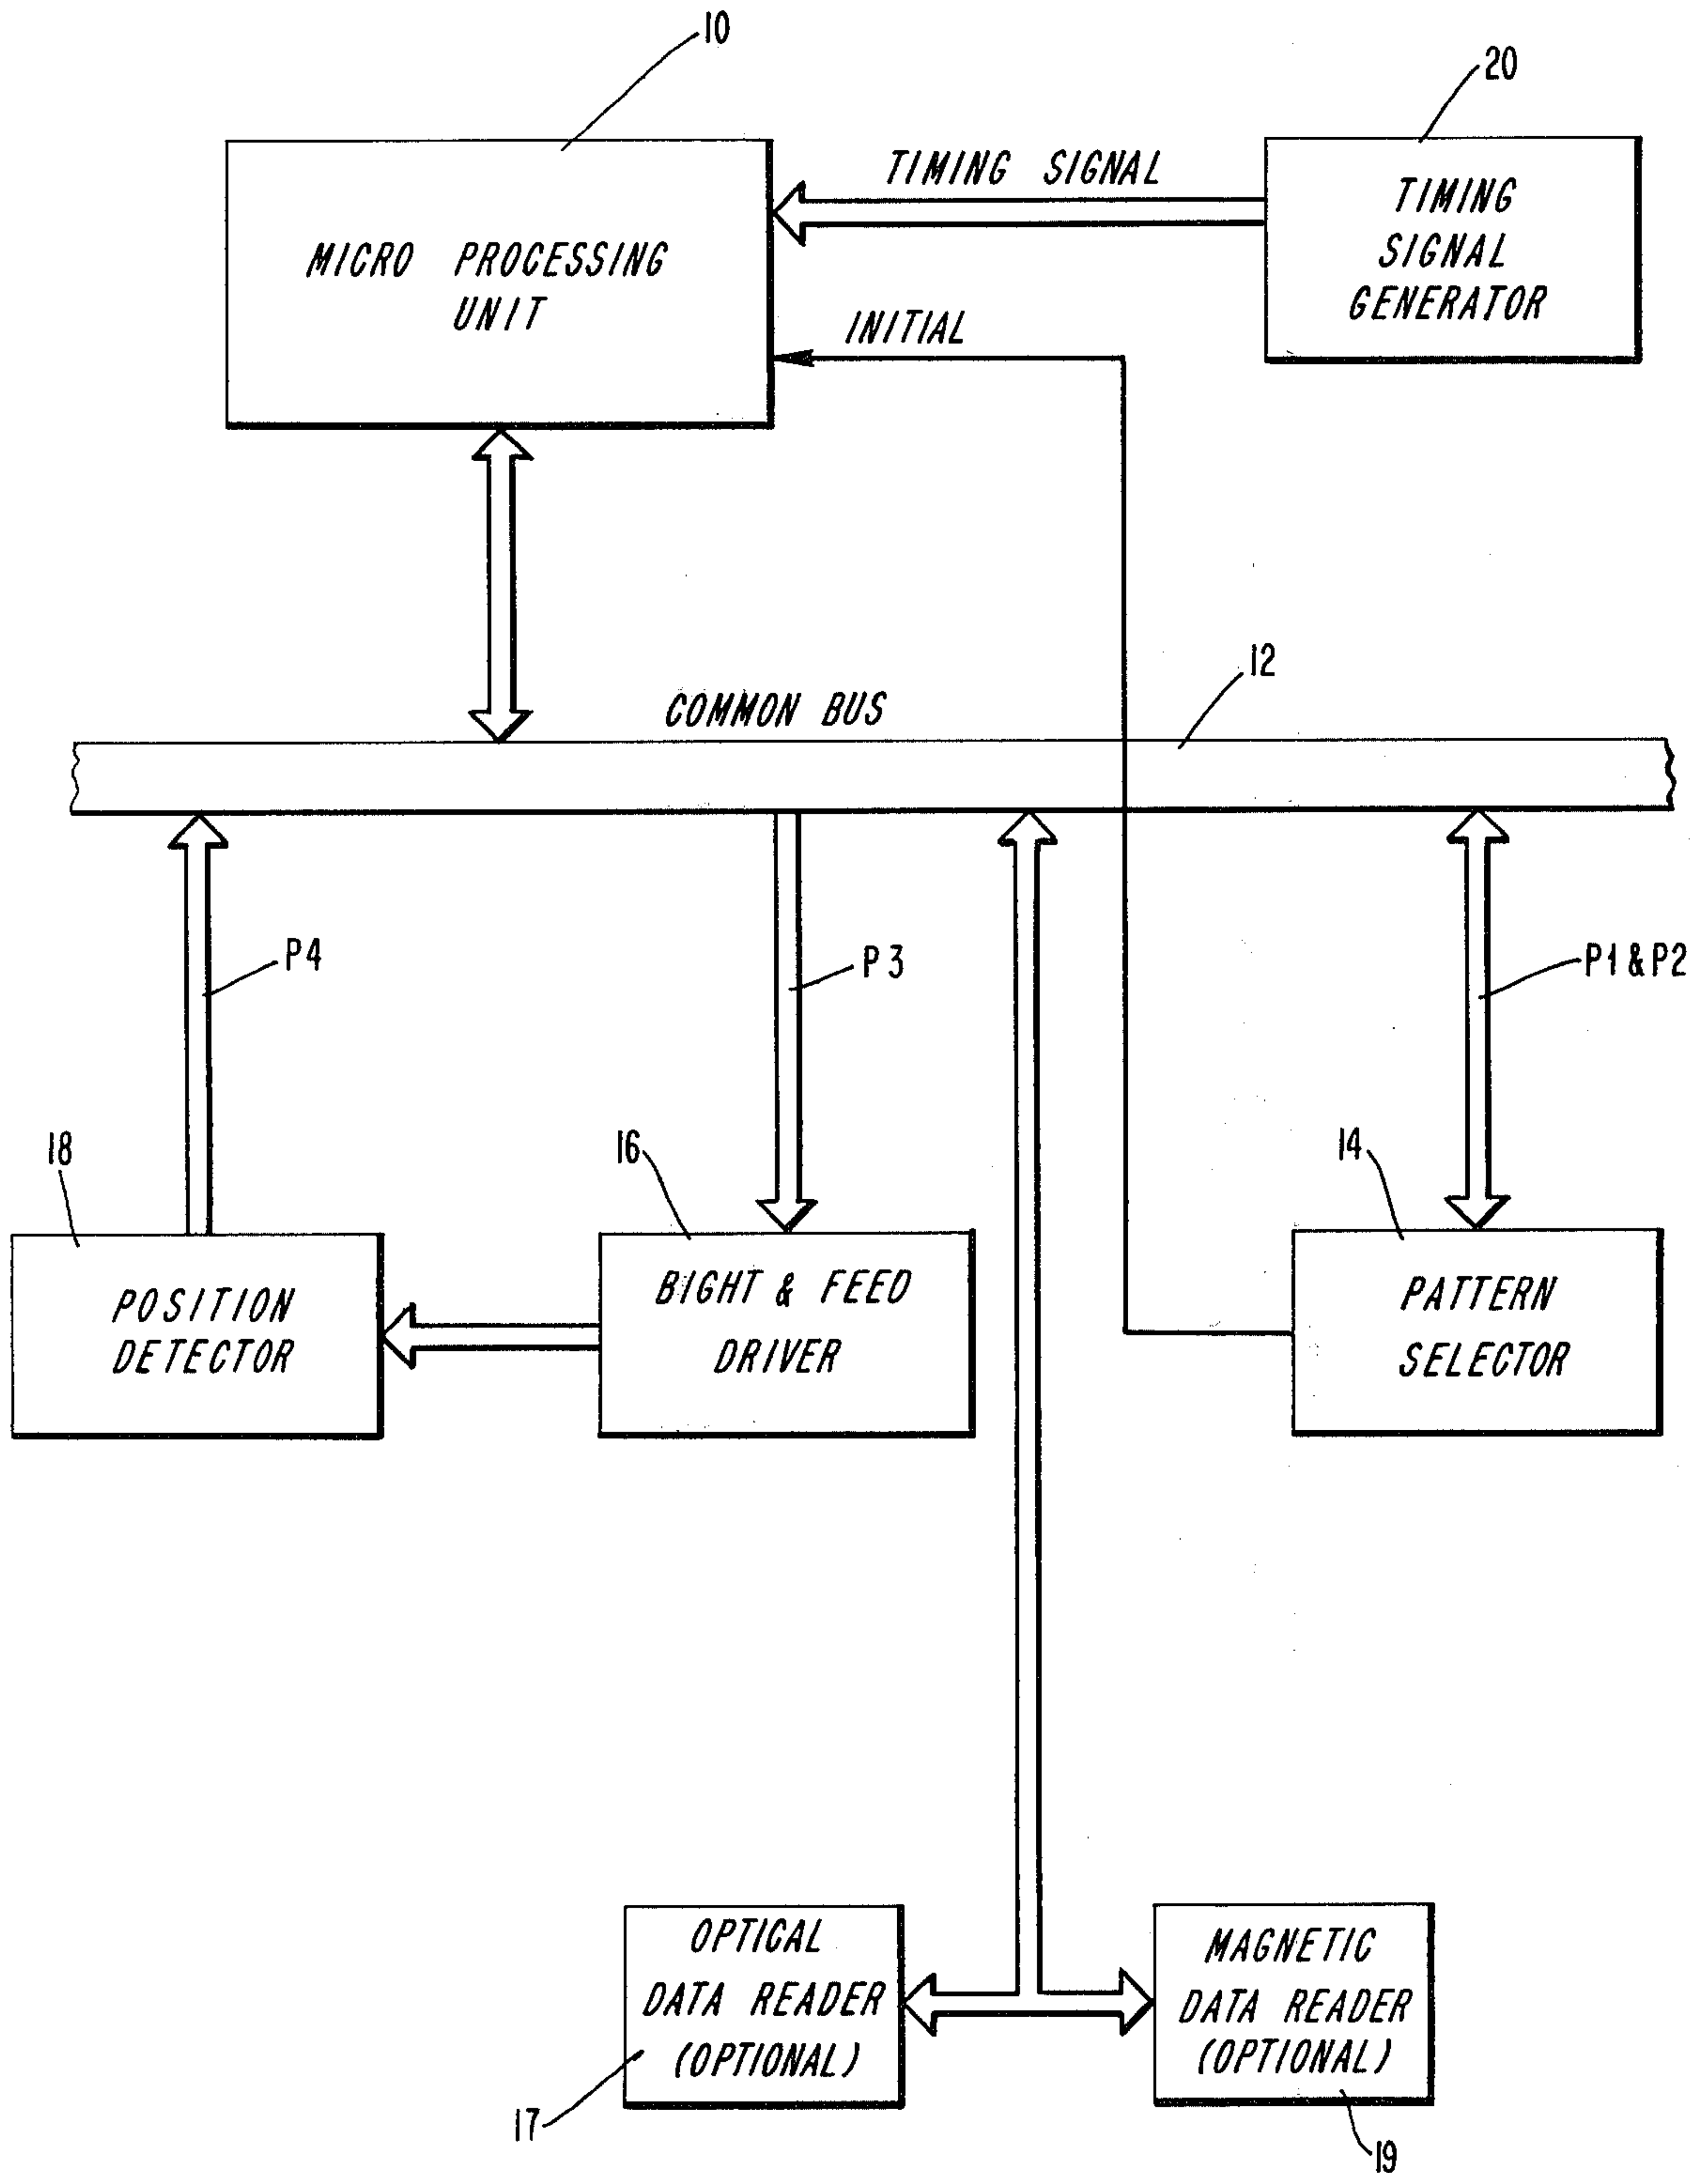 10
20
TIMING SIGNAL
TIMING
SIGNAL
GENERATOR
MICRO PROCESSING
UNIT
INITIAL
12
COMMON BUS
P4
P3
P1 & P2
18
16
14
POSITION
DETECTOR
BIGHT & FEED
DRIVER
PATTERN
SELECTOR
OPTICAL
DATA READER
(OPTIONAL)
MAGNETIC
DATA READER
(OPTIONAL)
17
19